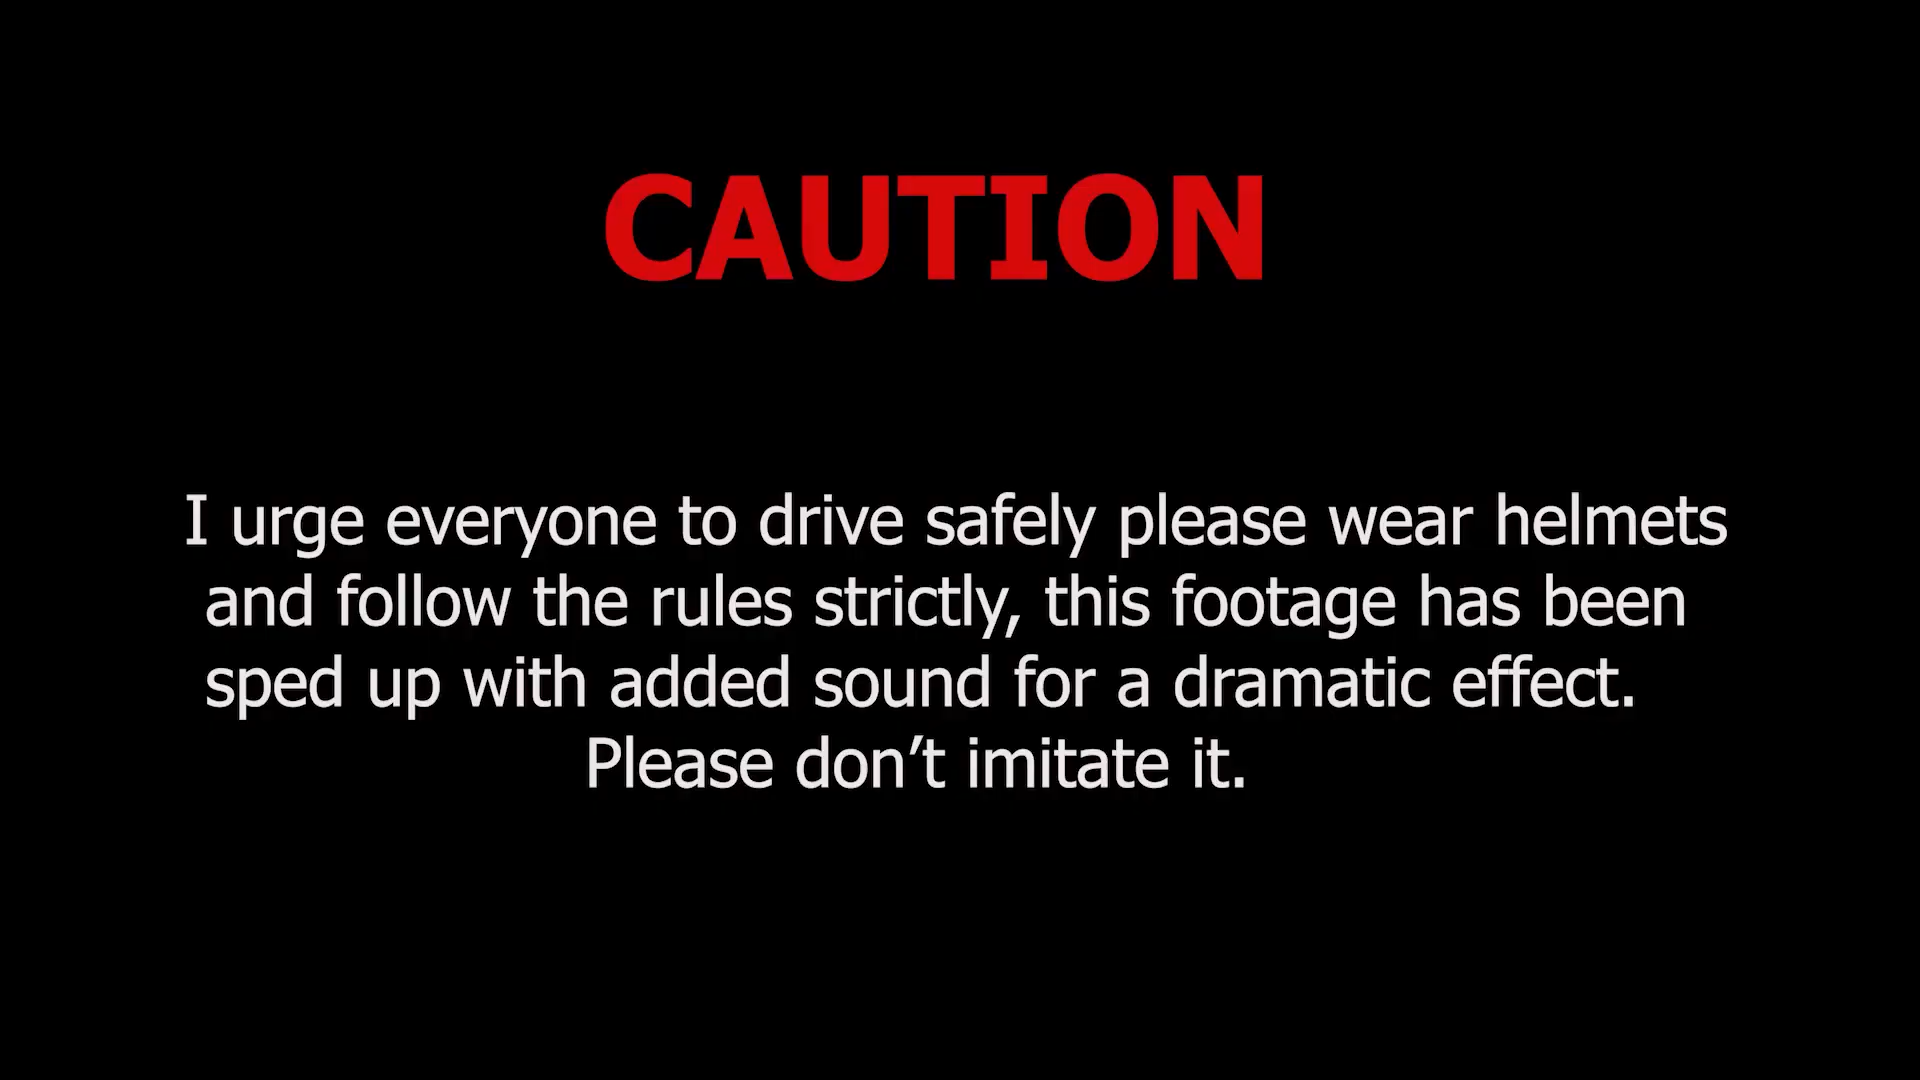 CAUTION
I urge everyone to drive safely please wear helmets
and follow the rules strictly, this footage has been
sped up with added sound for a dramatic effect.
Please don’t imitate it.